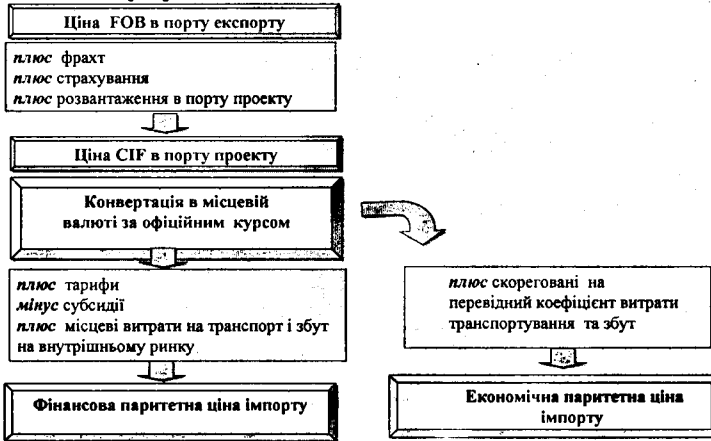 Ціна FOB в порту експорту
плюс фрахт
плюс страхування
плюс розвантаження в порту проекту
Ціна CIF в порту проекту
Конвертація в місцевій
валюті за офіційним курсом
плюс тарифи
мінус субсидії
плюс місцеві витрати на транспорт і збут
на внутрішньому ринку
Фінансова паритетна ціна імпорту
плюс скореговані на
перевідний коефіцієнт витрати
транспортування та збут
Економічна паритетна ціна
імпорту